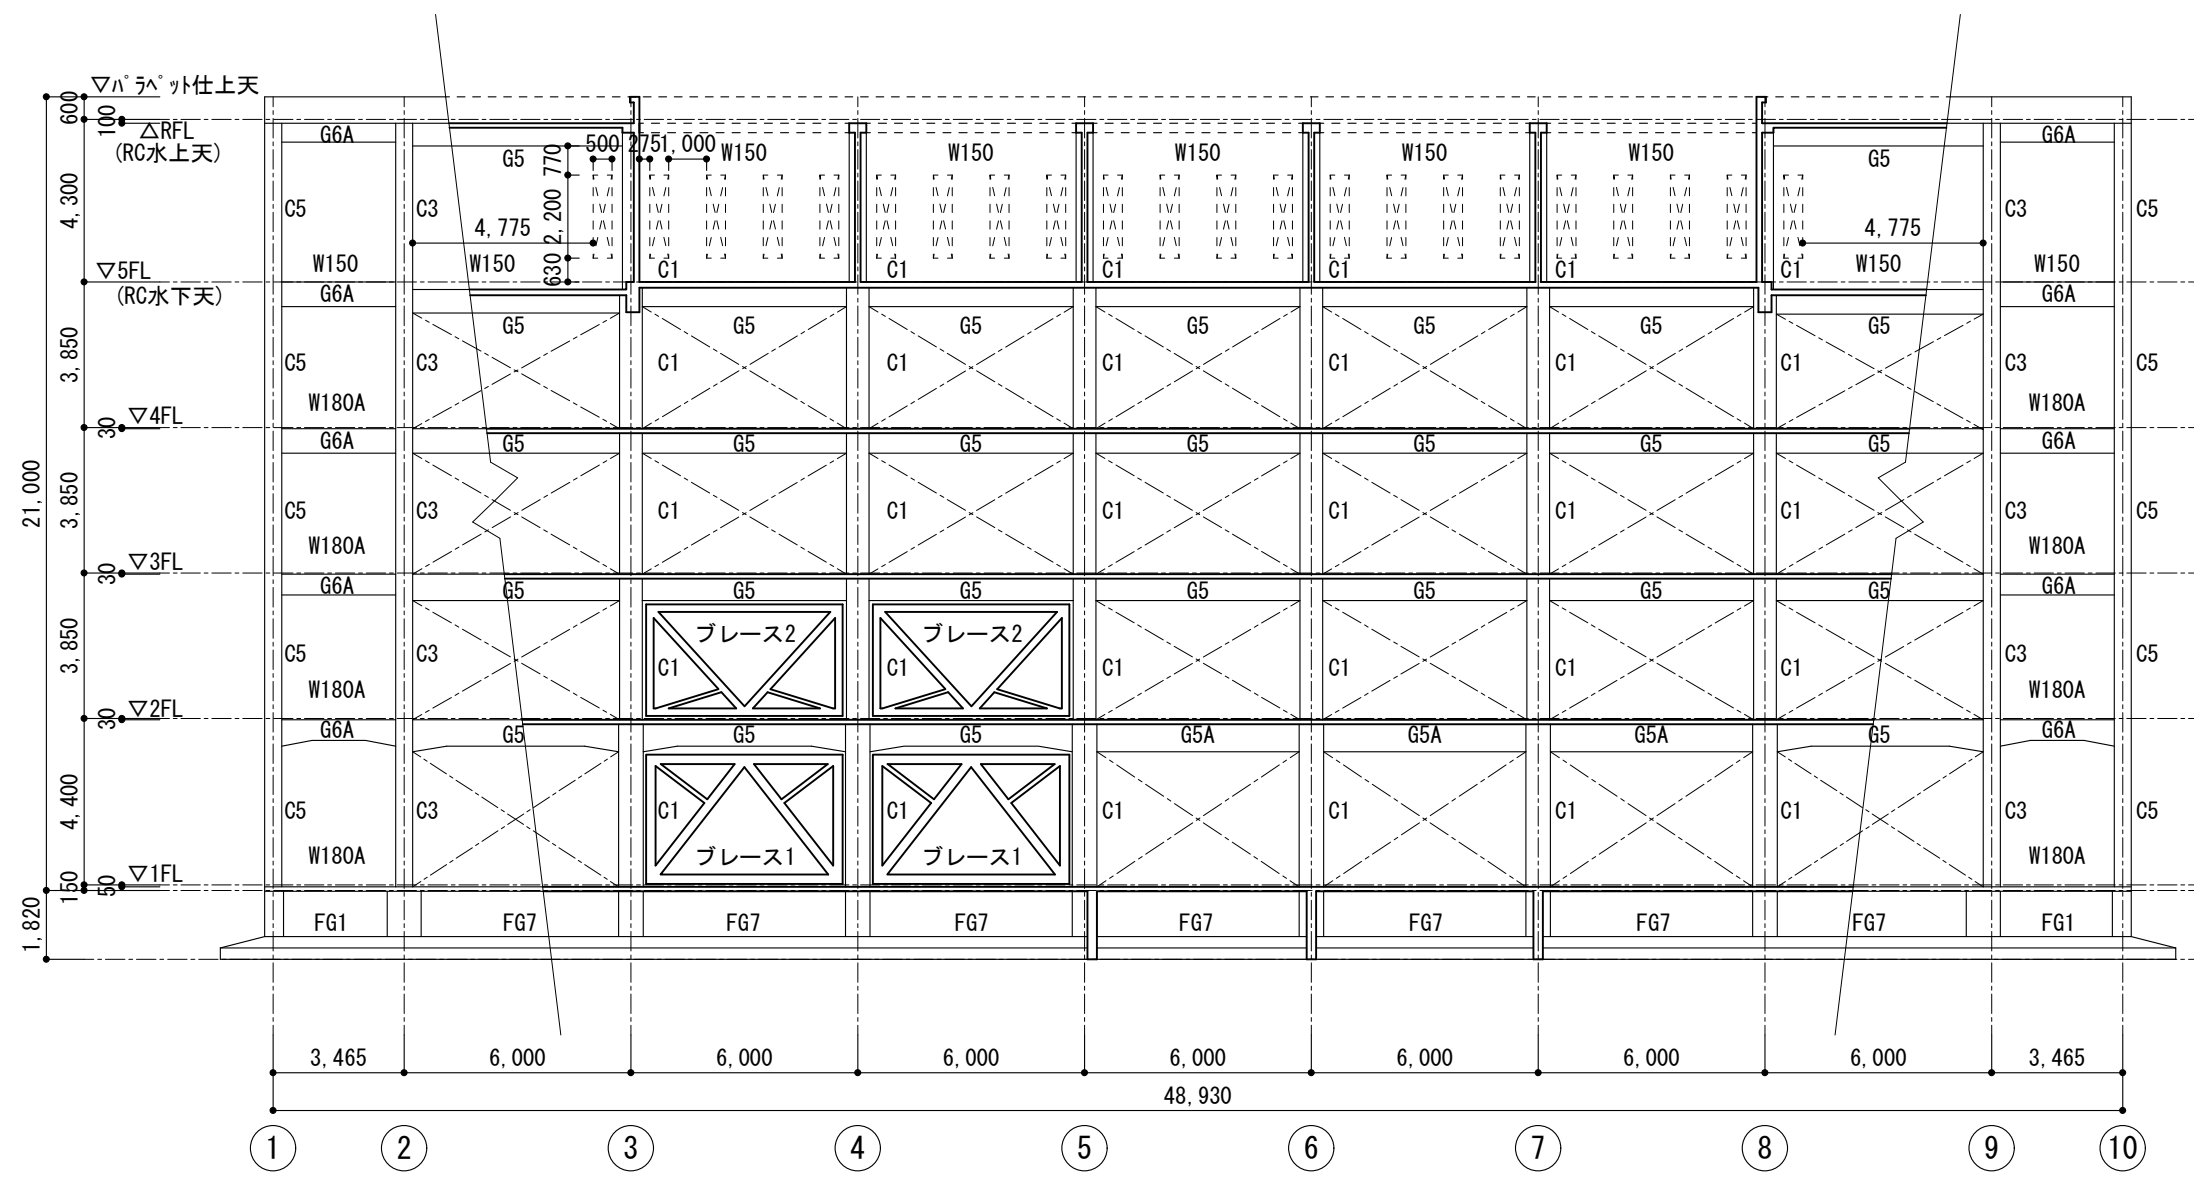 ▽パラペット仕上天
600
100
△RFL
(RC水上天)
G6A
G5
500 275 1,000
W150 W150 W150 W150 W150
G5
G6A
770
4,300
C5 C3
2,200
C3 C5
4,775
4,775
W150 W150
630
C1 C1 C1 C1 C1 C1
W150 W150
▽5FL
(RC水下天)
G6A
G6A
G5 G5 G5 G5 G5 G5 G5
3,850
C5 C3 C1 C1 C1 C1 C1 C1 C3 C5
W180A
W180A
▽4FL
30
G6A G5 G5 G5 G5 G5 G5 G5 G6A
21,000
3,850
C5 C3 C1 C1 C1 C1 C1 C1 C3 C5
W180A
W180A
▽3FL
30
G6A G5 G5 G5 G5 G5 G5 G5 G6A
ブレース2 ブレース2
3,850
C5 C3 C1 C1 C1 C1 C1 C1 C3 C5
W180A
W180A
▽2FL
30
G6A G5 G5 G5 G5A G5A G5A G5 G6A
4,400
C5 C3 C1 C1 C1 C1 C1 C1 C3 C5
W180A ブレース1 ブレース1 W180A
▽1FL
150
50
1,820
FG1 FG7 FG7 FG7 FG7 FG7 FG7 FG7 FG1
3,465 6,000 6,000 6,000 6,000 6,000 6,000 6,000 3,465
48,930
1 2 3 4 5 6 7 8 9 10